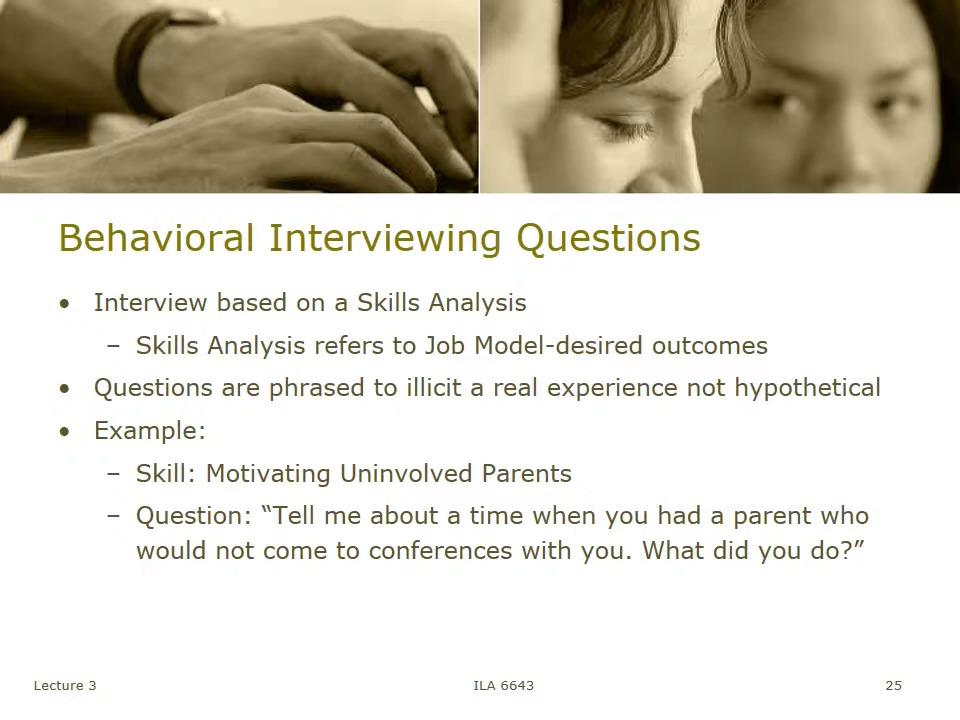 Behavioral Interviewing Questions
• Interview based on a Skills Analysis
– Skills Analysis refers to Job Model-desired outcomes
• Questions are phrased to illicit a real experience not hypothetical
• Example:
– Skill: Motivating Uninvolved Parents
– Question: “Tell me about a time when you had a parent who
would not come to conferences with you. What did you do?”
Lecture 3
ILA 6643
25